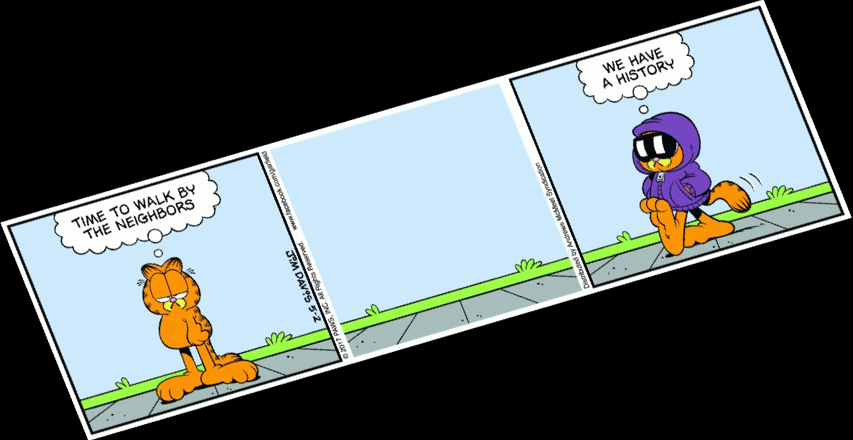 TIME TO WALK BY
THE NEIGHBORS
www.facebook.com/garfield
© 2017 PAWS, INC. All Rights Reserved.
JIM DAVIS 5-2
Distributed by Andrews McMeel Syndication
WE HAVE
A HISTORY